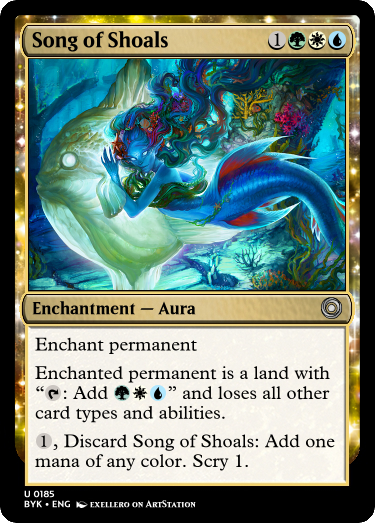 Song of Shoals 1
Enchantment — Aura
Enchant permanent
Enchanted permanent is a land with
“: Add ” and loses all other
card types and abilities.
1, Discard Song of Shoals: Add one
mana of any color. Scry 1.
U 0185
BYK • ENG EXELLERO ON ARTSTATION